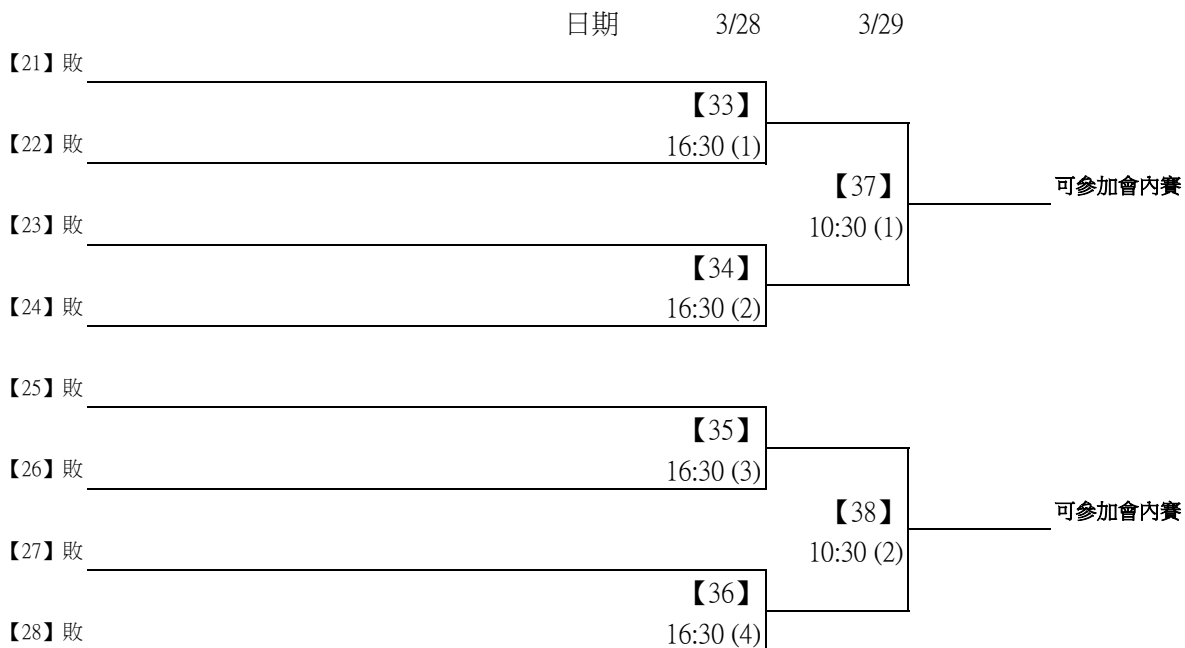 日期 3/28 3/29
【21】敗
【33】
【22】敗 16:30 (1)
【37】 可參加會內賽
【23】敗 10:30 (1)
【34】
【24】敗 16:30 (2)
【25】敗
【35】
【26】敗 16:30 (3)
【38】 可參加會內賽
【27】敗 10:30 (2)
【36】
【28】敗 16:30 (4)